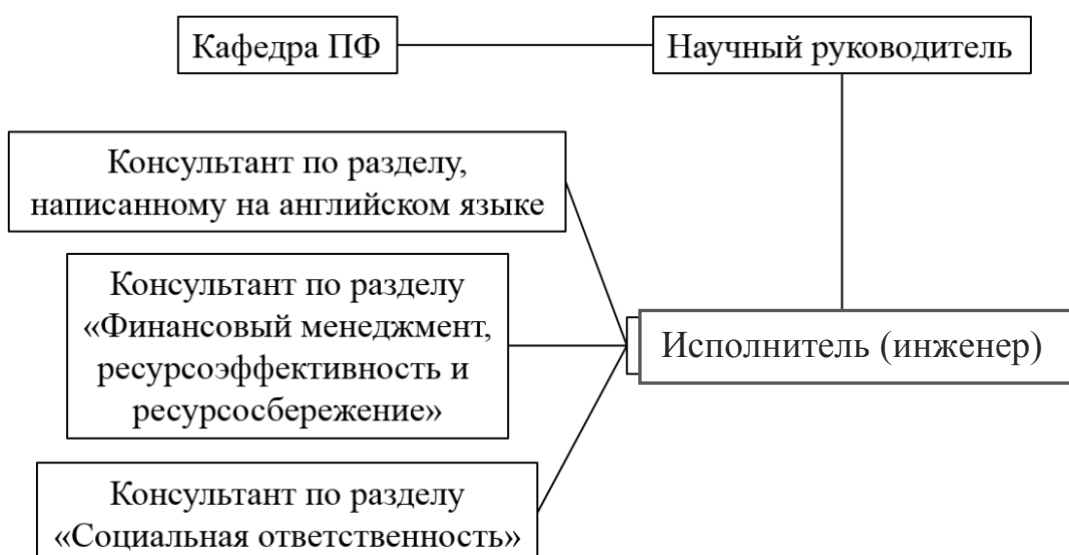 Кафедра ПФ
Научный руководитель
Консультант по разделу,
написанному на английском языке
Консультант по разделу
«Финансовый менеджмент,
ресурсоэффективность и
ресурсосбережение»
Исполнитель (инженер)
Консультант по разделу
«Социальная ответственность»